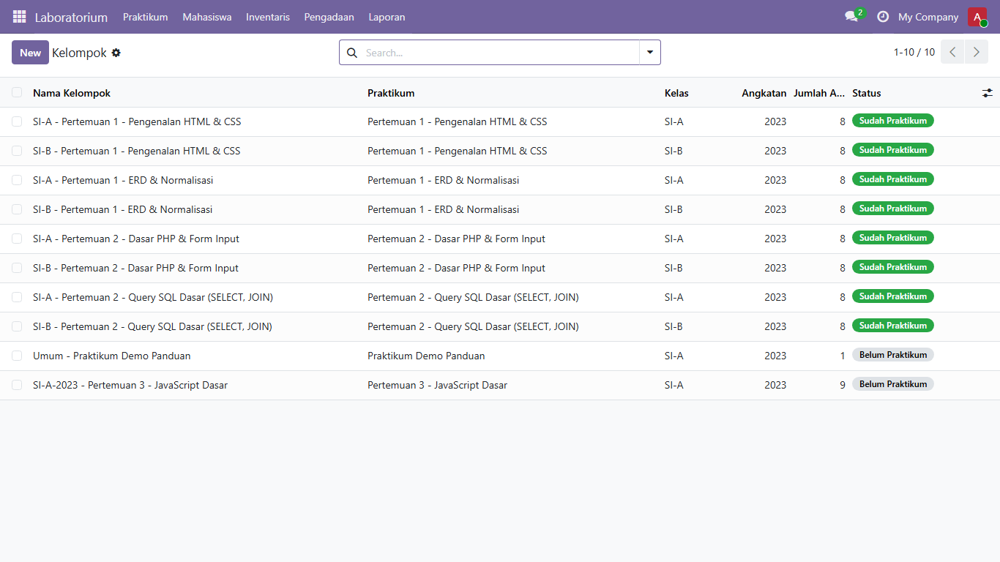 Laboratorium Praktikum Mahasiswa Inventaris Pengadaan Laporan 2 My Company A
New Kelompok Search... 1-10 / 10
Nama Kelompok Praktikum Kelas Angkatan Jumlah A... Status
SI-A - Pertemuan 1 - Pengenalan HTML & CSS Pertemuan 1 - Pengenalan HTML & CSS SI-A 2023 8 Sudah Praktikum
SI-B - Pertemuan 1 - Pengenalan HTML & CSS Pertemuan 1 - Pengenalan HTML & CSS SI-B 2023 8 Sudah Praktikum
SI-A - Pertemuan 1 - ERD & Normalisasi Pertemuan 1 - ERD & Normalisasi SI-A 2023 8 Sudah Praktikum
SI-B - Pertemuan 1 - ERD & Normalisasi Pertemuan 1 - ERD & Normalisasi SI-B 2023 8 Sudah Praktikum
SI-A - Pertemuan 2 - Dasar PHP & Form Input Pertemuan 2 - Dasar PHP & Form Input SI-A 2023 8 Sudah Praktikum
SI-B - Pertemuan 2 - Dasar PHP & Form Input Pertemuan 2 - Dasar PHP & Form Input SI-B 2023 8 Sudah Praktikum
SI-A - Pertemuan 2 - Query SQL Dasar (SELECT, JOIN) Pertemuan 2 - Query SQL Dasar (SELECT, JOIN) SI-A 2023 8 Sudah Praktikum
SI-B - Pertemuan 2 - Query SQL Dasar (SELECT, JOIN) Pertemuan 2 - Query SQL Dasar (SELECT, JOIN) SI-B 2023 8 Sudah Praktikum
Umum - Praktikum Demo Panduan Praktikum Demo Panduan SI-A 2023 1 Belum Praktikum
SI-A-2023 - Pertemuan 3 - JavaScript Dasar Pertemuan 3 - JavaScript Dasar SI-A 2023 9 Belum Praktikum